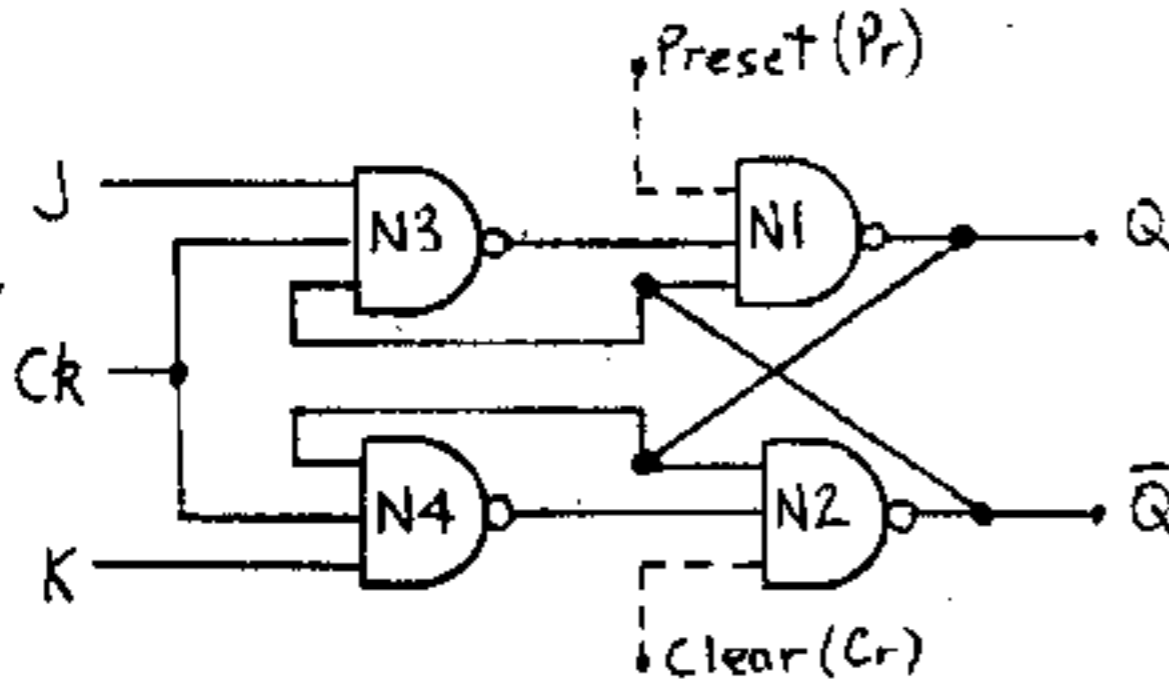 Preset (Pr)
J
N3
N1
Q
Ck
N4
N2
Q̅
K
Clear (Cr)